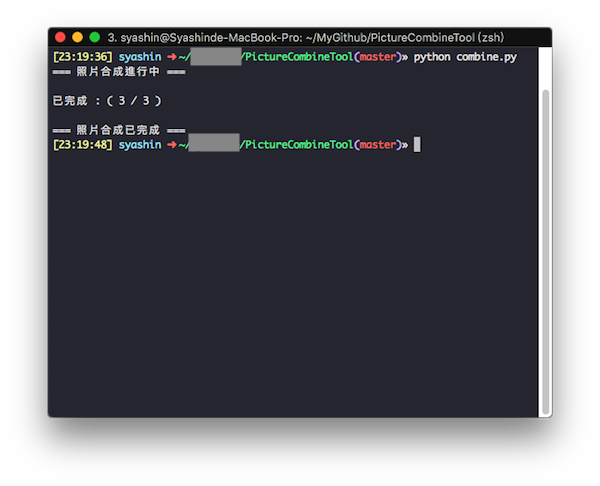 3. syashin@Syashinde-MacBook-Pro: ~/MyGithub/PictureCombineTool (zsh)
[23:19:36] syashin ➜ ~/ /PictureCombineTool(master)» python combine.py
=== 照片合成進行中 ===
已完成 : ( 3 / 3 )
=== 照片合成已完成 ===
[23:19:48] syashin ➜ ~/ /PictureCombineTool(master)»